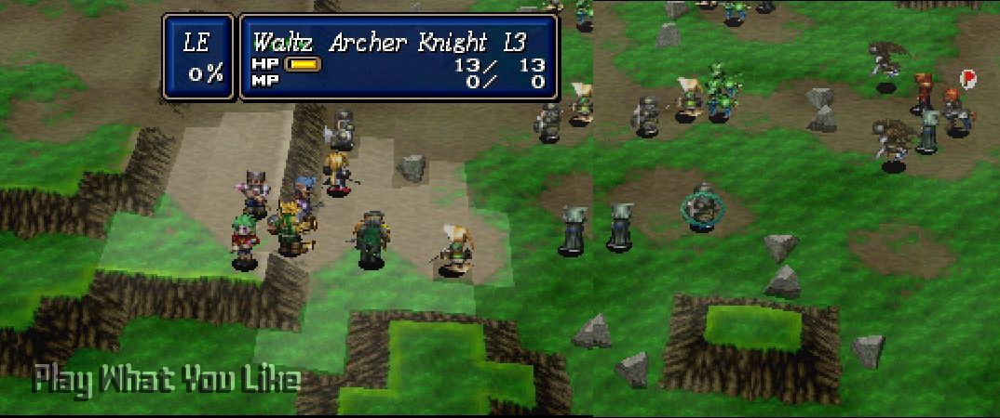 LE
0%
Waltz Archer Knight L3
HP 13/ 13
MP 0/ 0
Play What You Like